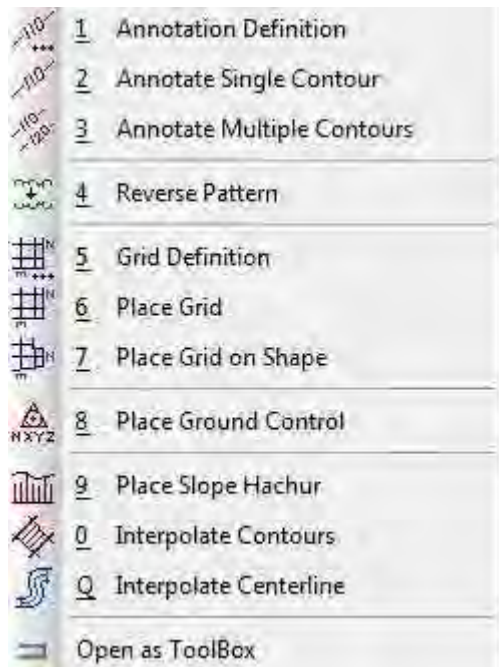 1 Annotation Definition
2 Annotate Single Contour
3 Annotate Multiple Contours
4 Reverse Pattern
5 Grid Definition
6 Place Grid
7 Place Grid on Shape
8 Place Ground Control
9 Place Slope Hachur
0 Interpolate Contours
Q Interpolate Centerline
Open as ToolBox